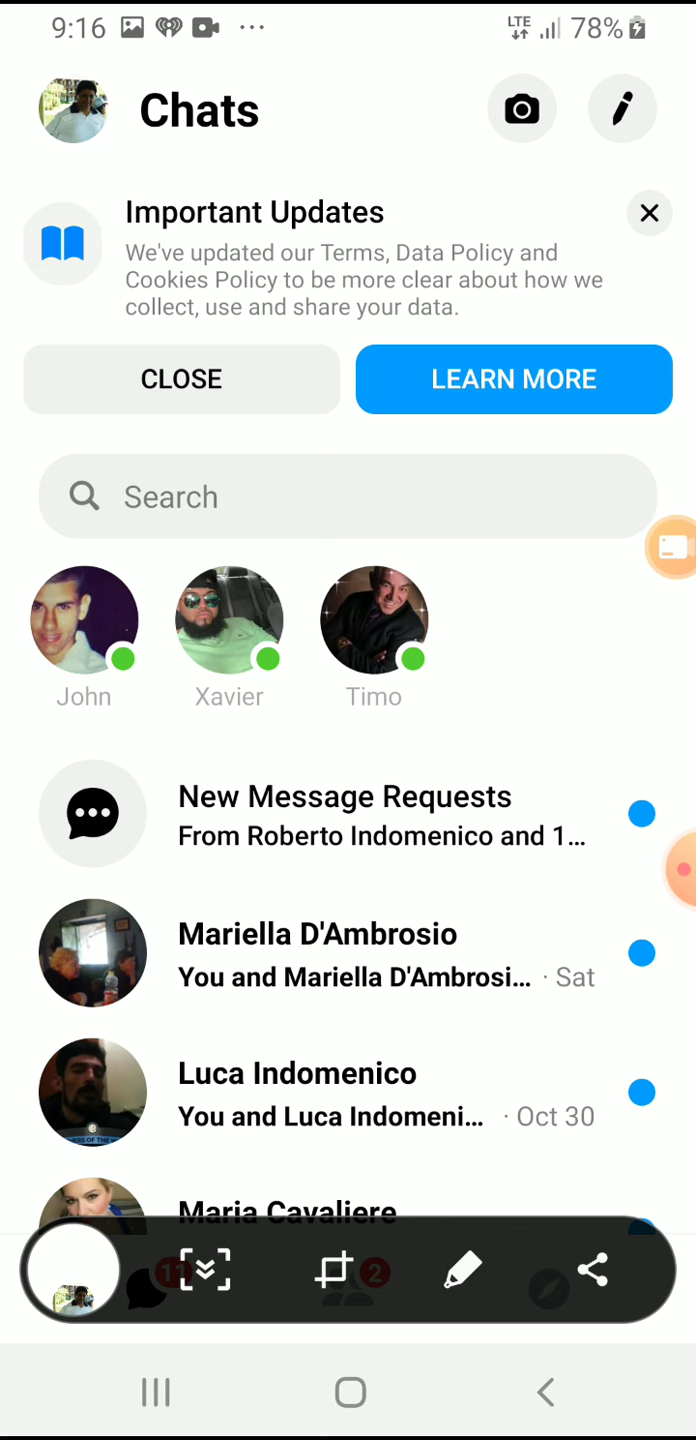 9:16
LTE
78%
Chats
Important Updates
We've updated our Terms, Data Policy and
Cookies Policy to be more clear about how we
collect, use and share your data.
CLOSE
LEARN MORE
Search
John
Xavier
Timo
New Message Requests
From Roberto Indomenico and 1...
Mariella D'Ambrosio
You and Mariella D'Ambrosi... · Sat
Luca Indomenico
You and Luca Indomeni... · Oct 30
Maria Cavaliere
11
2